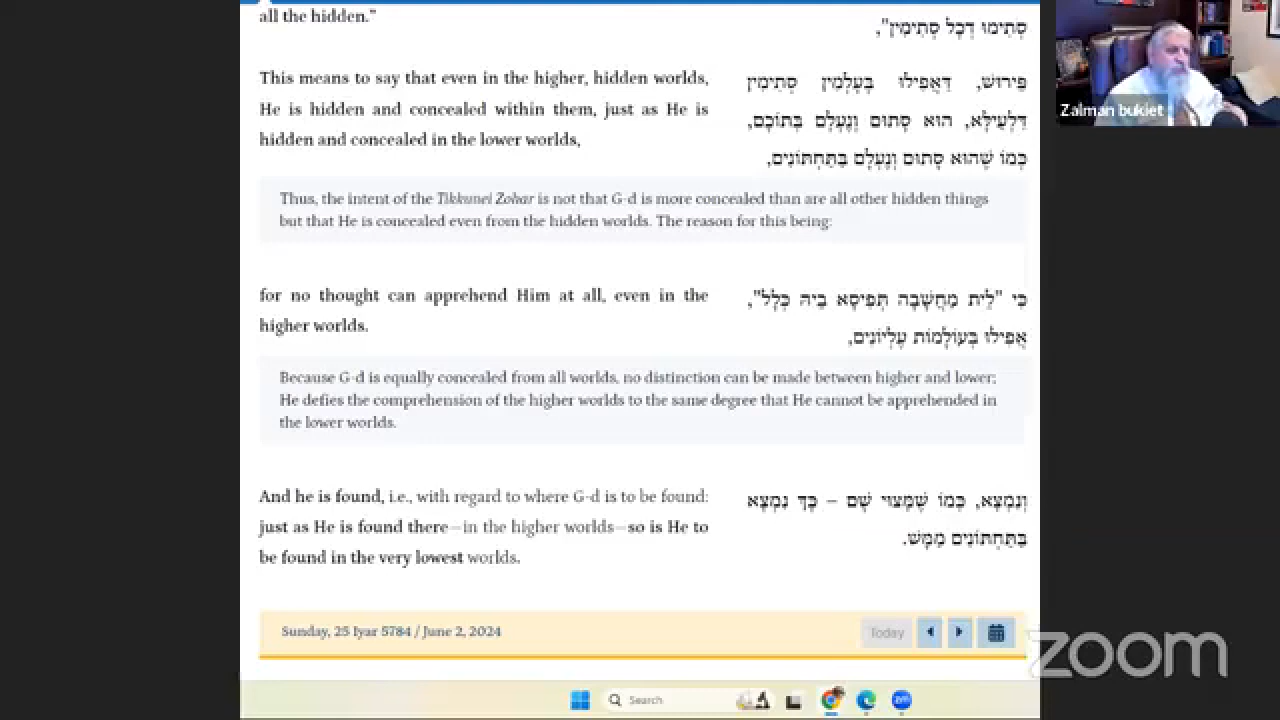 all the hidden.”
סְתִימוּ דְכָל סְתִימִין",
This means to say that even in the higher, hidden worlds,
He is hidden and concealed within them, just as He is
hidden and concealed in the lower worlds,
פֵּירוּשׁ, דַּאֲפִילוּ בְּעָלְמִין סְתִימִין
דִּלְעֵילָּא, הוּא סָתוּם וְנֶעְלָם בְּתוֹכָם,
כְּמוֹ שֶׁהוּא סָתוּם וְנֶעְלָם בַּתַּחְתּוֹנִים,
Thus, the intent of the Tikkunei Zohar is not that G-d is more concealed than are all other hidden things
but that He is concealed even from the hidden worlds. The reason for this being:
for no thought can apprehend Him at all, even in the
higher worlds.
כִּי "לֵית מַחֲשָׁבָה תְּפִיסָא בֵיהּ כְּלָל",
אֲפִילוּ בְּעוֹלָמוֹת עֶלְיוֹנִים,
Because G-d is equally concealed from all worlds, no distinction can be made between higher and lower;
He defies the comprehension of the higher worlds to the same degree that He cannot be apprehended in
the lower worlds.
And he is found, i.e., with regard to where G-d is to be found:
just as He is found there—in the higher worlds—so is He to
be found in the very lowest worlds.
וְנִמְצָא, כְּמוֹ שֶׁמָּצוּי שָׁם – כָּךְ נִמְצָא
בַּתַּחְתּוֹנִים מַמָּשׁ.
Sunday, 25 Iyar 5784 / June 2, 2024
Today
Search
zm
Zalman bukiet
zoom